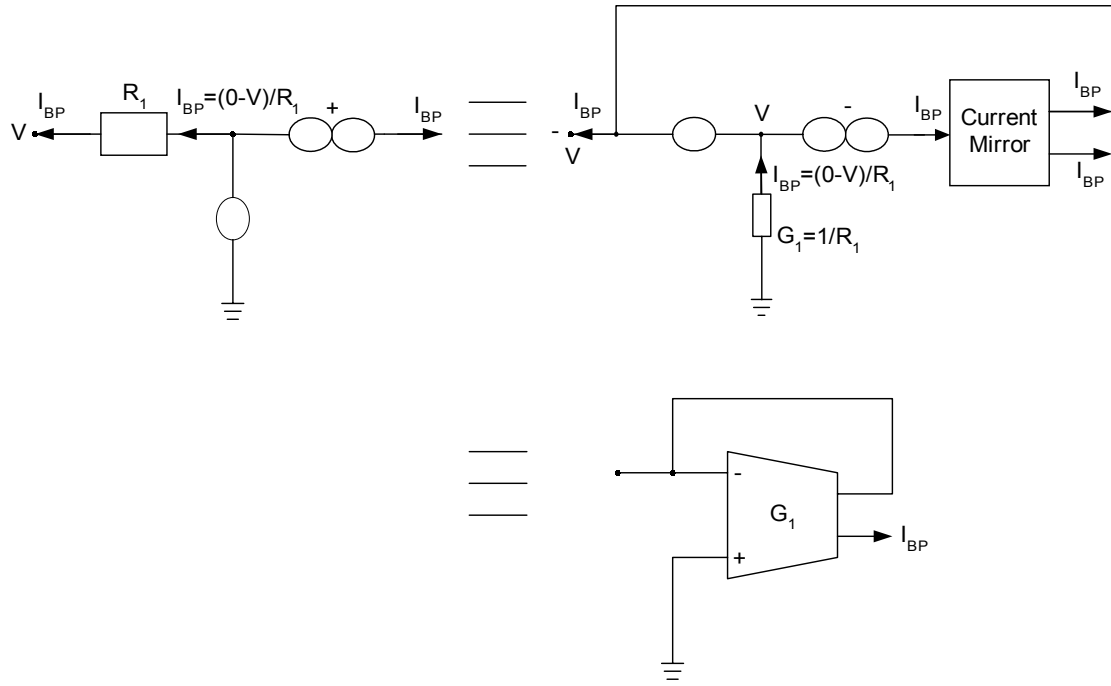 I_BP
R_1
I_BP=(0-V)/R_1
+
I_BP
V
I_BP
-
V
V
-
I_BP
Current
Mirror
I_BP
I_BP
I_BP=(0-V)/R_1
G_1=1/R_1
-
G_1
+
I_BP